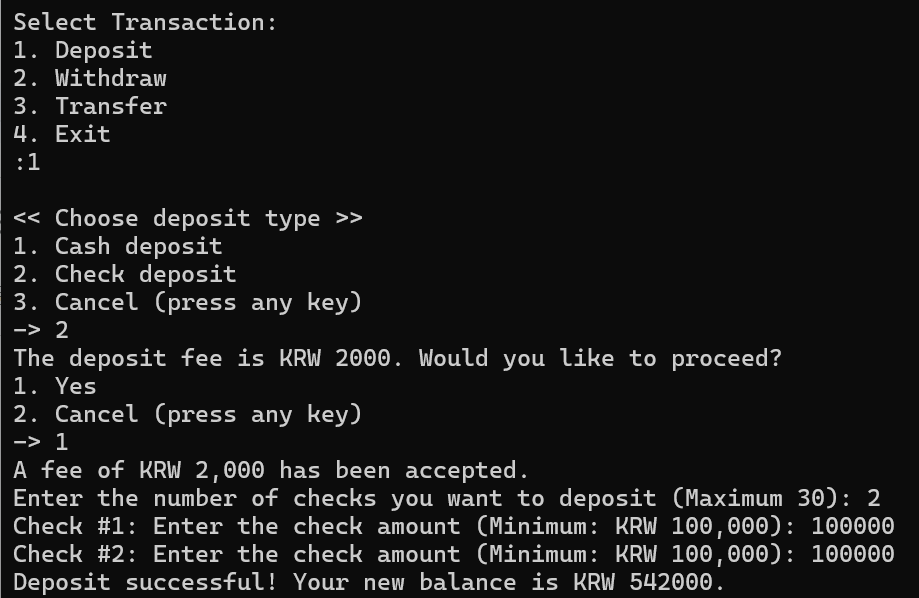 Select Transaction:
1. Deposit
2. Withdraw
3. Transfer
4. Exit
:1
<< Choose deposit type >>
1. Cash deposit
2. Check deposit
3. Cancel (press any key)
-> 2
The deposit fee is KRW 2000. Would you like to proceed?
1. Yes
2. Cancel (press any key)
-> 1
A fee of KRW 2,000 has been accepted.
Enter the number of checks you want to deposit (Maximum 30): 2
Check #1: Enter the check amount (Minimum: KRW 100,000): 100000
Check #2: Enter the check amount (Minimum: KRW 100,000): 100000
Deposit successful! Your new balance is KRW 542000.